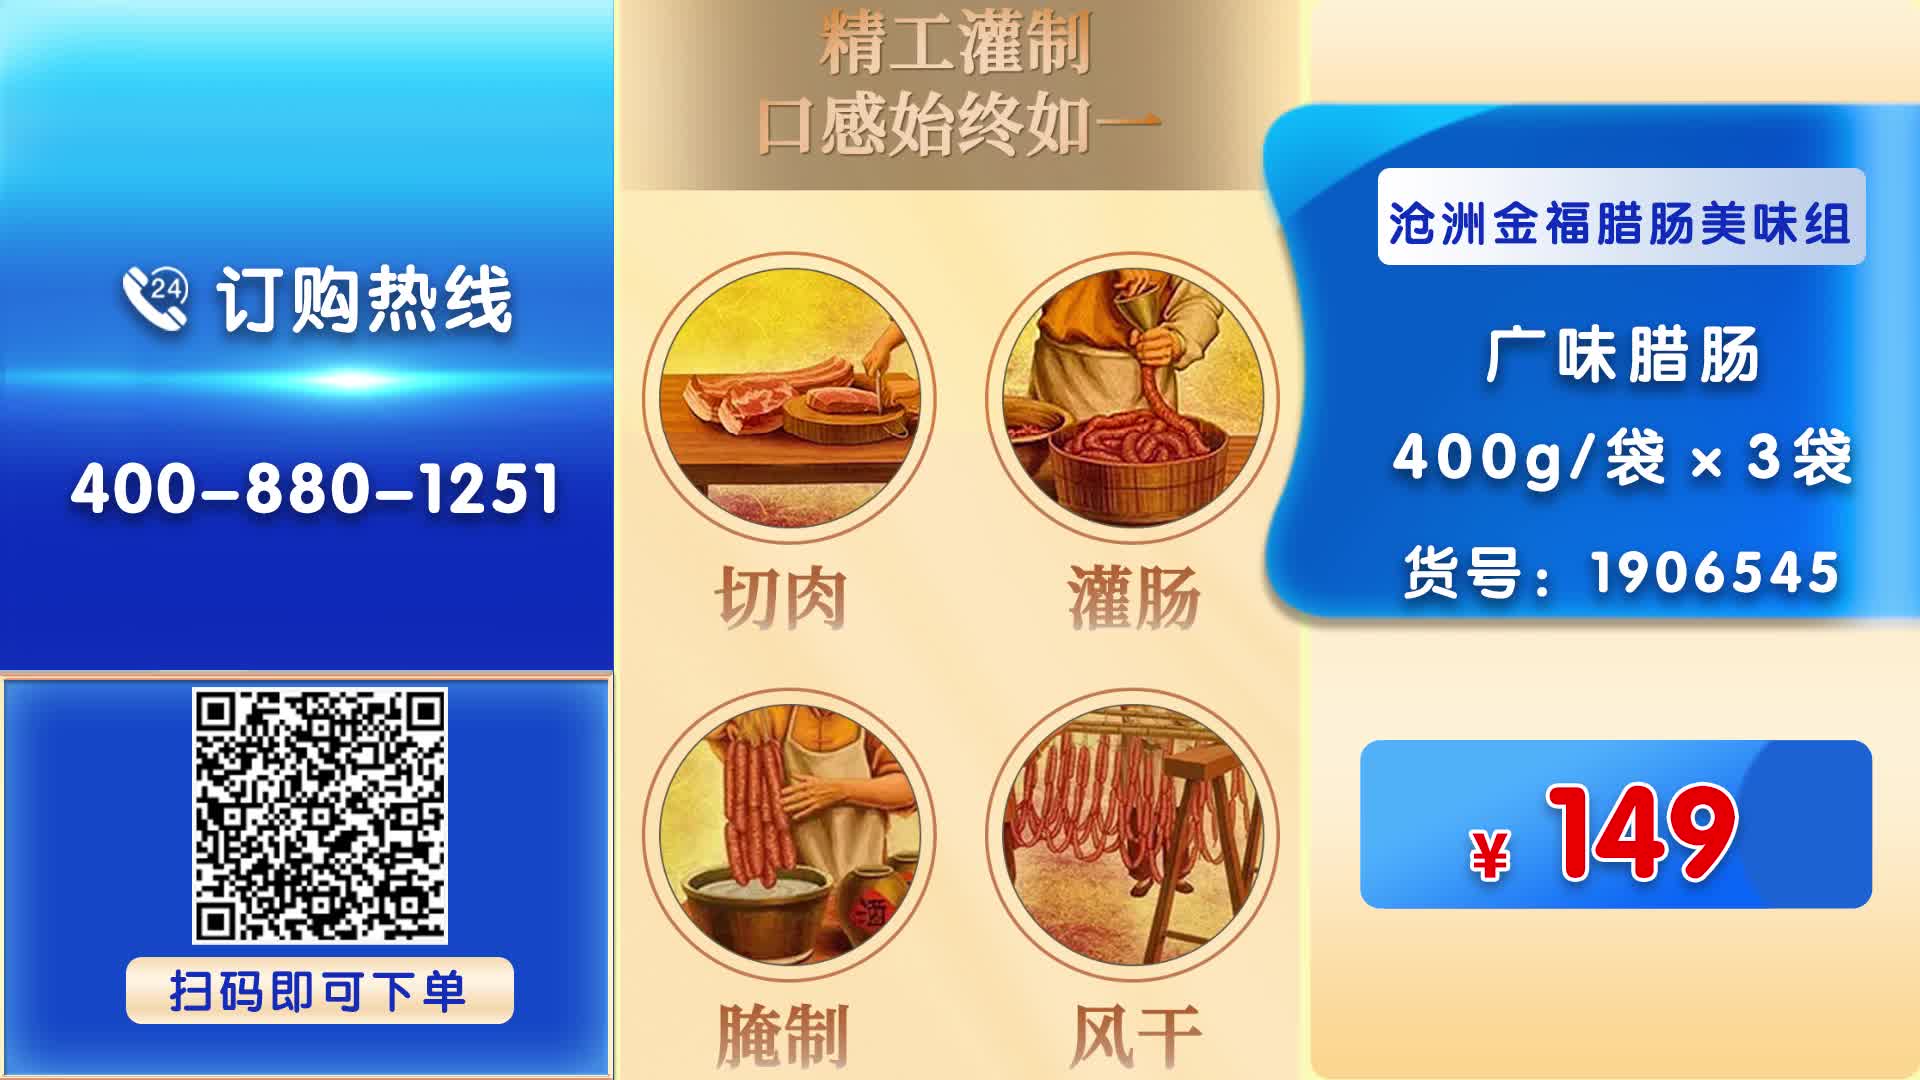 精工灌制
口感始终如一
24
订购热线
400-880-1251
扫码即可下单
切肉
灌肠
酒
腌制
风干
沧洲金福腊肠美味组
广味腊肠
400g/袋 × 3袋
货号：1906545
¥ 149